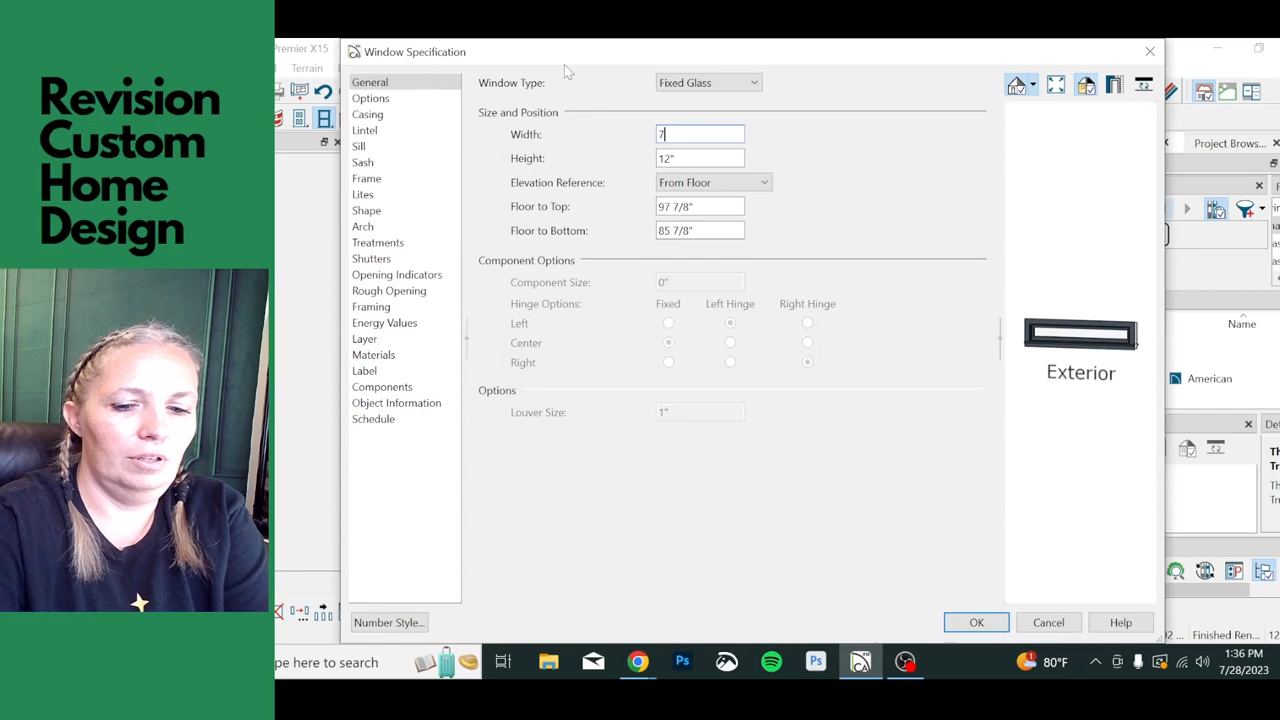 Revision
Custom
Home
Design
Premier X15
Terrain
Window Specification
General
Options
Casing
Lintel
Sill
Sash
Frame
Lites
Shape
Arch
Treatments
Shutters
Opening Indicators
Rough Opening
Framing
Energy Values
Layer
Materials
Label
Components
Object Information
Schedule
Number Style...
Window Type: Fixed Glass
Size and Position
Width: 7
Height: 12"
Elevation Reference: From Floor
Floor to Top: 97 7/8"
Floor to Bottom: 85 7/8"
Component Options
Component Size: 0"
Hinge Options: Fixed Left Hinge Right Hinge
Left
Center
Right
Options
Louver Size: 1"
Exterior
OK Cancel Help
Project Brows...
Name
American
Finished Ren...
pe here to search
80°F
1:36 PM
7/28/2023